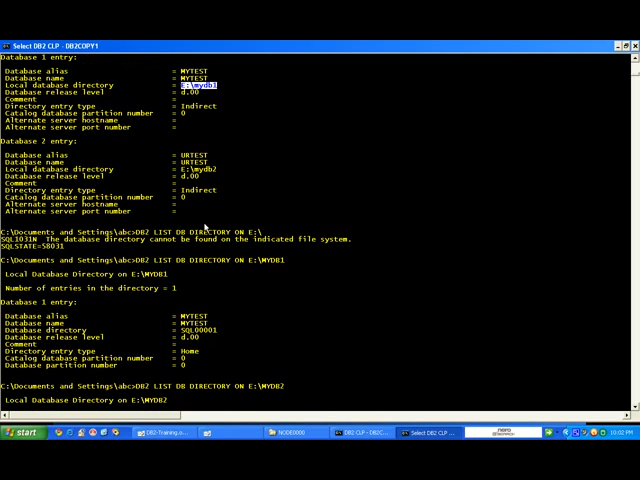 Select DB2 CLP - DB2COPY1
Database 1 entry:
Database alias = MYTEST
Database name = MYTEST
Local database directory = E:\mydb1
Database release level = d.00
Comment =
Directory entry type = Indirect
Catalog database partition number = 0
Alternate server hostname =
Alternate server port number =
Database 2 entry:
Database alias = URTEST
Database name = URTEST
Local database directory = E:\mydb2
Database release level = d.00
Comment =
Directory entry type = Indirect
Catalog database partition number = 0
Alternate server hostname =
Alternate server port number =
C:\Documents and Settings\abc>DB2 LIST DB DIRECTORY ON E:\
SQL1031N The database directory cannot be found on the indicated file system.
SQLSTATE=58031
C:\Documents and Settings\abc>DB2 LIST DB DIRECTORY ON E:\MYDB1
Local Database Directory on E:\MYDB1
Number of entries in the directory = 1
Database 1 entry:
Database alias = MYTEST
Database name = MYTEST
Database directory = SQL00001
Database release level = d.00
Comment =
Directory entry type = Home
Catalog database partition number = 0
Database partition number = 0
C:\Documents and Settings\abc>DB2 LIST DB DIRECTORY ON E:\MYDB2
Local Database Directory on E:\MYDB2
start
DB2-Training.o...
NODE0000
DB2 CLP - DB2C...
Select DB2 CLP ...
nero
10:02 PM